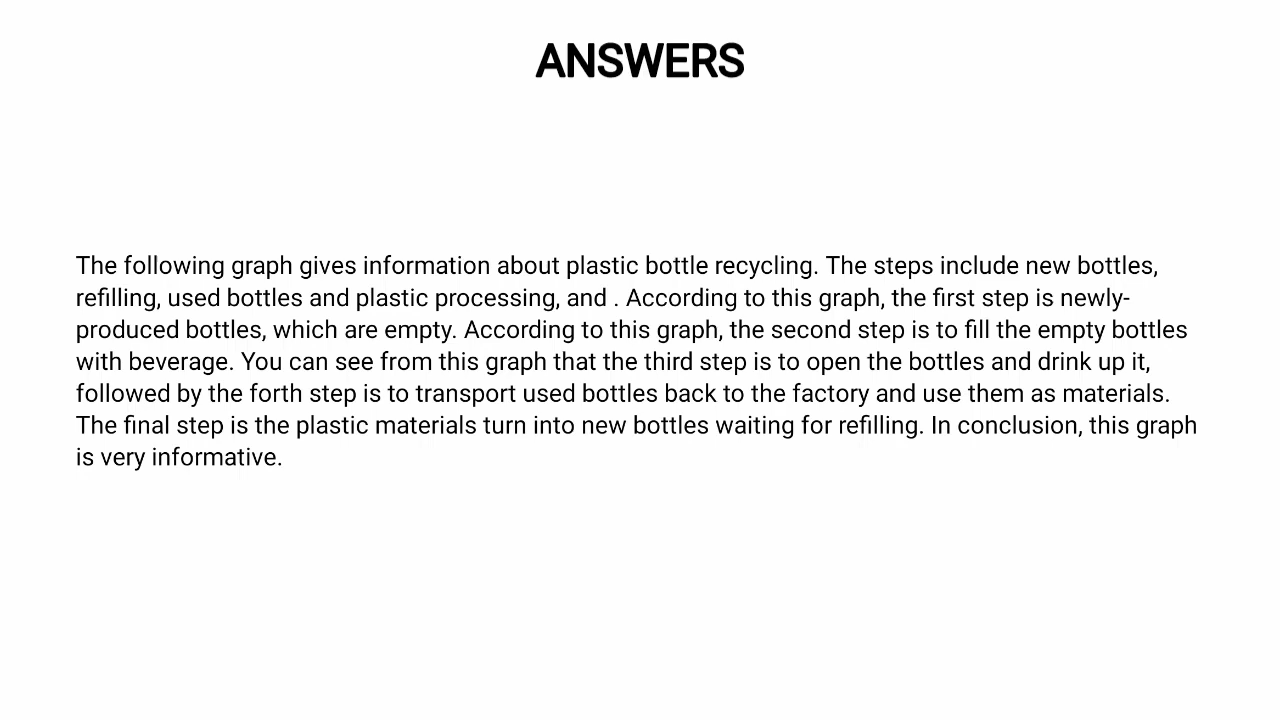 ANSWERS
The following graph gives information about plastic bottle recycling. The steps include new bottles,
refilling, used bottles and plastic processing, and . According to this graph, the first step is newly-
produced bottles, which are empty. According to this graph, the second step is to fill the empty bottles
with beverage. You can see from this graph that the third step is to open the bottles and drink up it,
followed by the forth step is to transport used bottles back to the factory and use them as materials.
The final step is the plastic materials turn into new bottles waiting for refilling. In conclusion, this graph
is very informative.